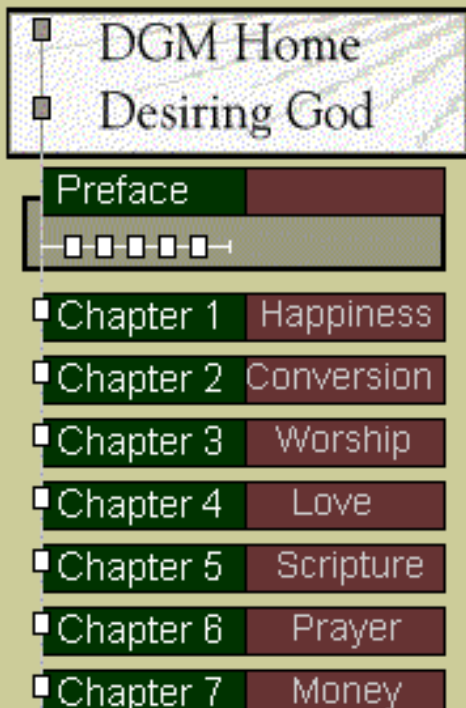 DGM Home
Desiring God
Preface
Chapter 1 Happiness
Chapter 2 Conversion
Chapter 3 Worship
Chapter 4 Love
Chapter 5 Scripture
Chapter 6 Prayer
Chapter 7 Money